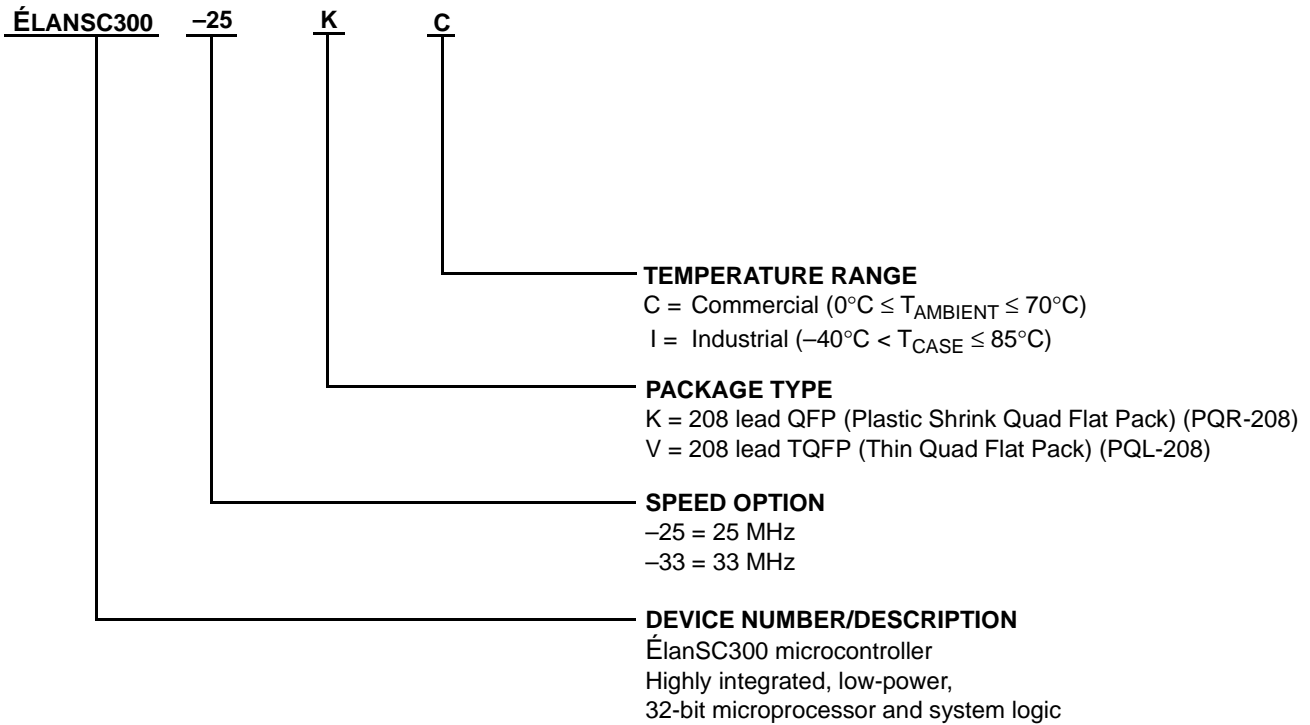 ÉLANSC300 –25 K C
TEMPERATURE RANGE
C = Commercial (0°C ≤ TAMBIENT ≤ 70°C)
I = Industrial (–40°C < TCASE ≤ 85°C)
PACKAGE TYPE
K = 208 lead QFP (Plastic Shrink Quad Flat Pack) (PQR-208)
V = 208 lead TQFP (Thin Quad Flat Pack) (PQL-208)
SPEED OPTION
–25 = 25 MHz
–33 = 33 MHz
DEVICE NUMBER/DESCRIPTION
ÉlanSC300 microcontroller
Highly integrated, low-power,
32-bit microprocessor and system logic